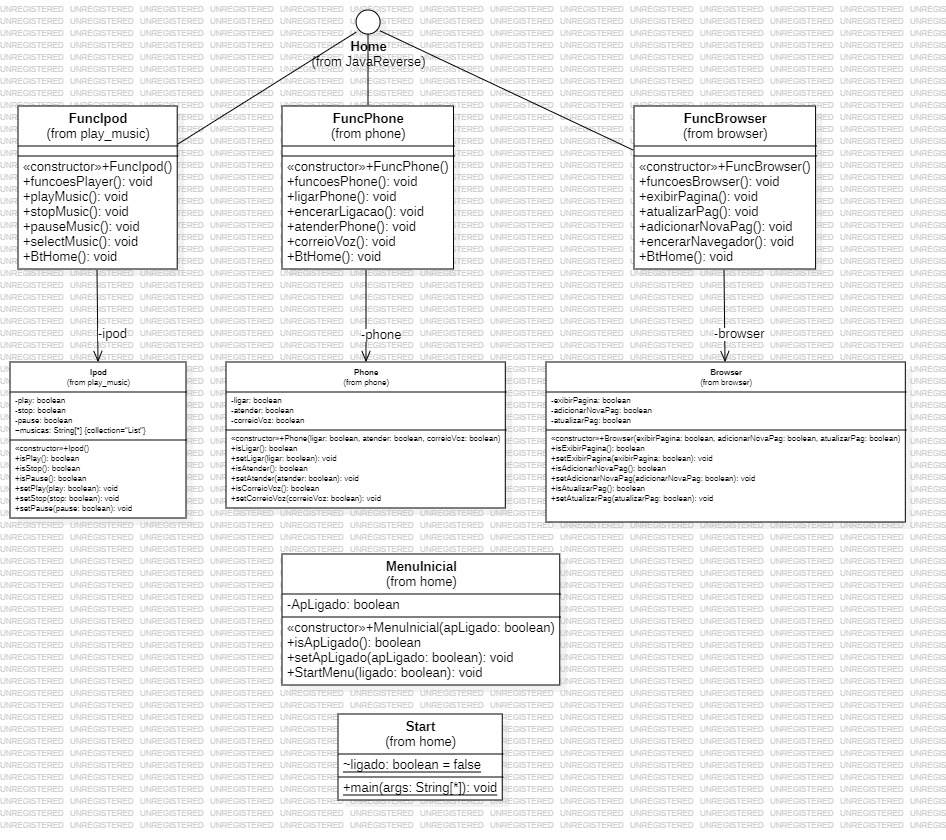 Home
(from JavaReverse)
FuncIpod
(from play_music)
«constructor»+FuncIpod()
+funcoesPlayer(): void
+playMusic(): void
+stopMusic(): void
+pauseMusic(): void
+selectMusic(): void
+BtHome(): void
FuncPhone
(from phone)
«constructor»+FuncPhone()
+funcoesPhone(): void
+ligarPhone(): void
+encerarLigacao(): void
+atenderPhone(): void
+correioVoz(): void
+BtHome(): void
FuncBrowser
(from browser)
«constructor»+FuncBrowser()
+funcoesBrowser(): void
+exibirPagina(): void
+atualizarPag(): void
+adicionarNovaPag(): void
+encerarNavegador(): void
+BtHome(): void
-ipod
-phone
-browser
Ipod
(from play_music)
-play: boolean
-stop: boolean
-pause: boolean
~musicas: String[*] {collection="List"}
«constructor»+Ipod()
+isPlay(): boolean
+isStop(): boolean
+isPause(): boolean
+setPlay(play: boolean): void
+setStop(stop: boolean): void
+setPause(pause: boolean): void
Phone
(from phone)
-ligar: boolean
-atender: boolean
-correioVoz: boolean
«constructor»+Phone(ligar: boolean, atender: boolean, correioVoz: boolean)
+isLigar(): boolean
+setLigar(ligar: boolean): void
+isAtender(): boolean
+setAtender(atender: boolean): void
+isCorreioVoz(): boolean
+setCorreioVoz(correioVoz: boolean): void
Browser
(from browser)
-exibirPagina: boolean
-adicionarNovaPag: boolean
-atualizarPag: boolean
«constructor»+Browser(exibirPagina: boolean, adicionarNovaPag: boolean, atualizarPag: boolean)
+isExibirPagina(): boolean
+setExibirPagina(exibirPagina: boolean): void
+isAdicionarNovaPag(): boolean
+setAdicionarNovaPag(adicionarNovaPag: boolean): void
+isAtualizarPag(): boolean
+setAtualizarPag(atualizarPag: boolean): void
MenuInicial
(from home)
-ApLigado: boolean
«constructor»+MenuInicial(apLigado: boolean)
+isApLigado(): boolean
+setApLigado(apLigado: boolean): void
+StartMenu(ligado: boolean): void
Start
(from home)
~ligado: boolean = false
+main(args: String[*]): void
UNREGISTERED